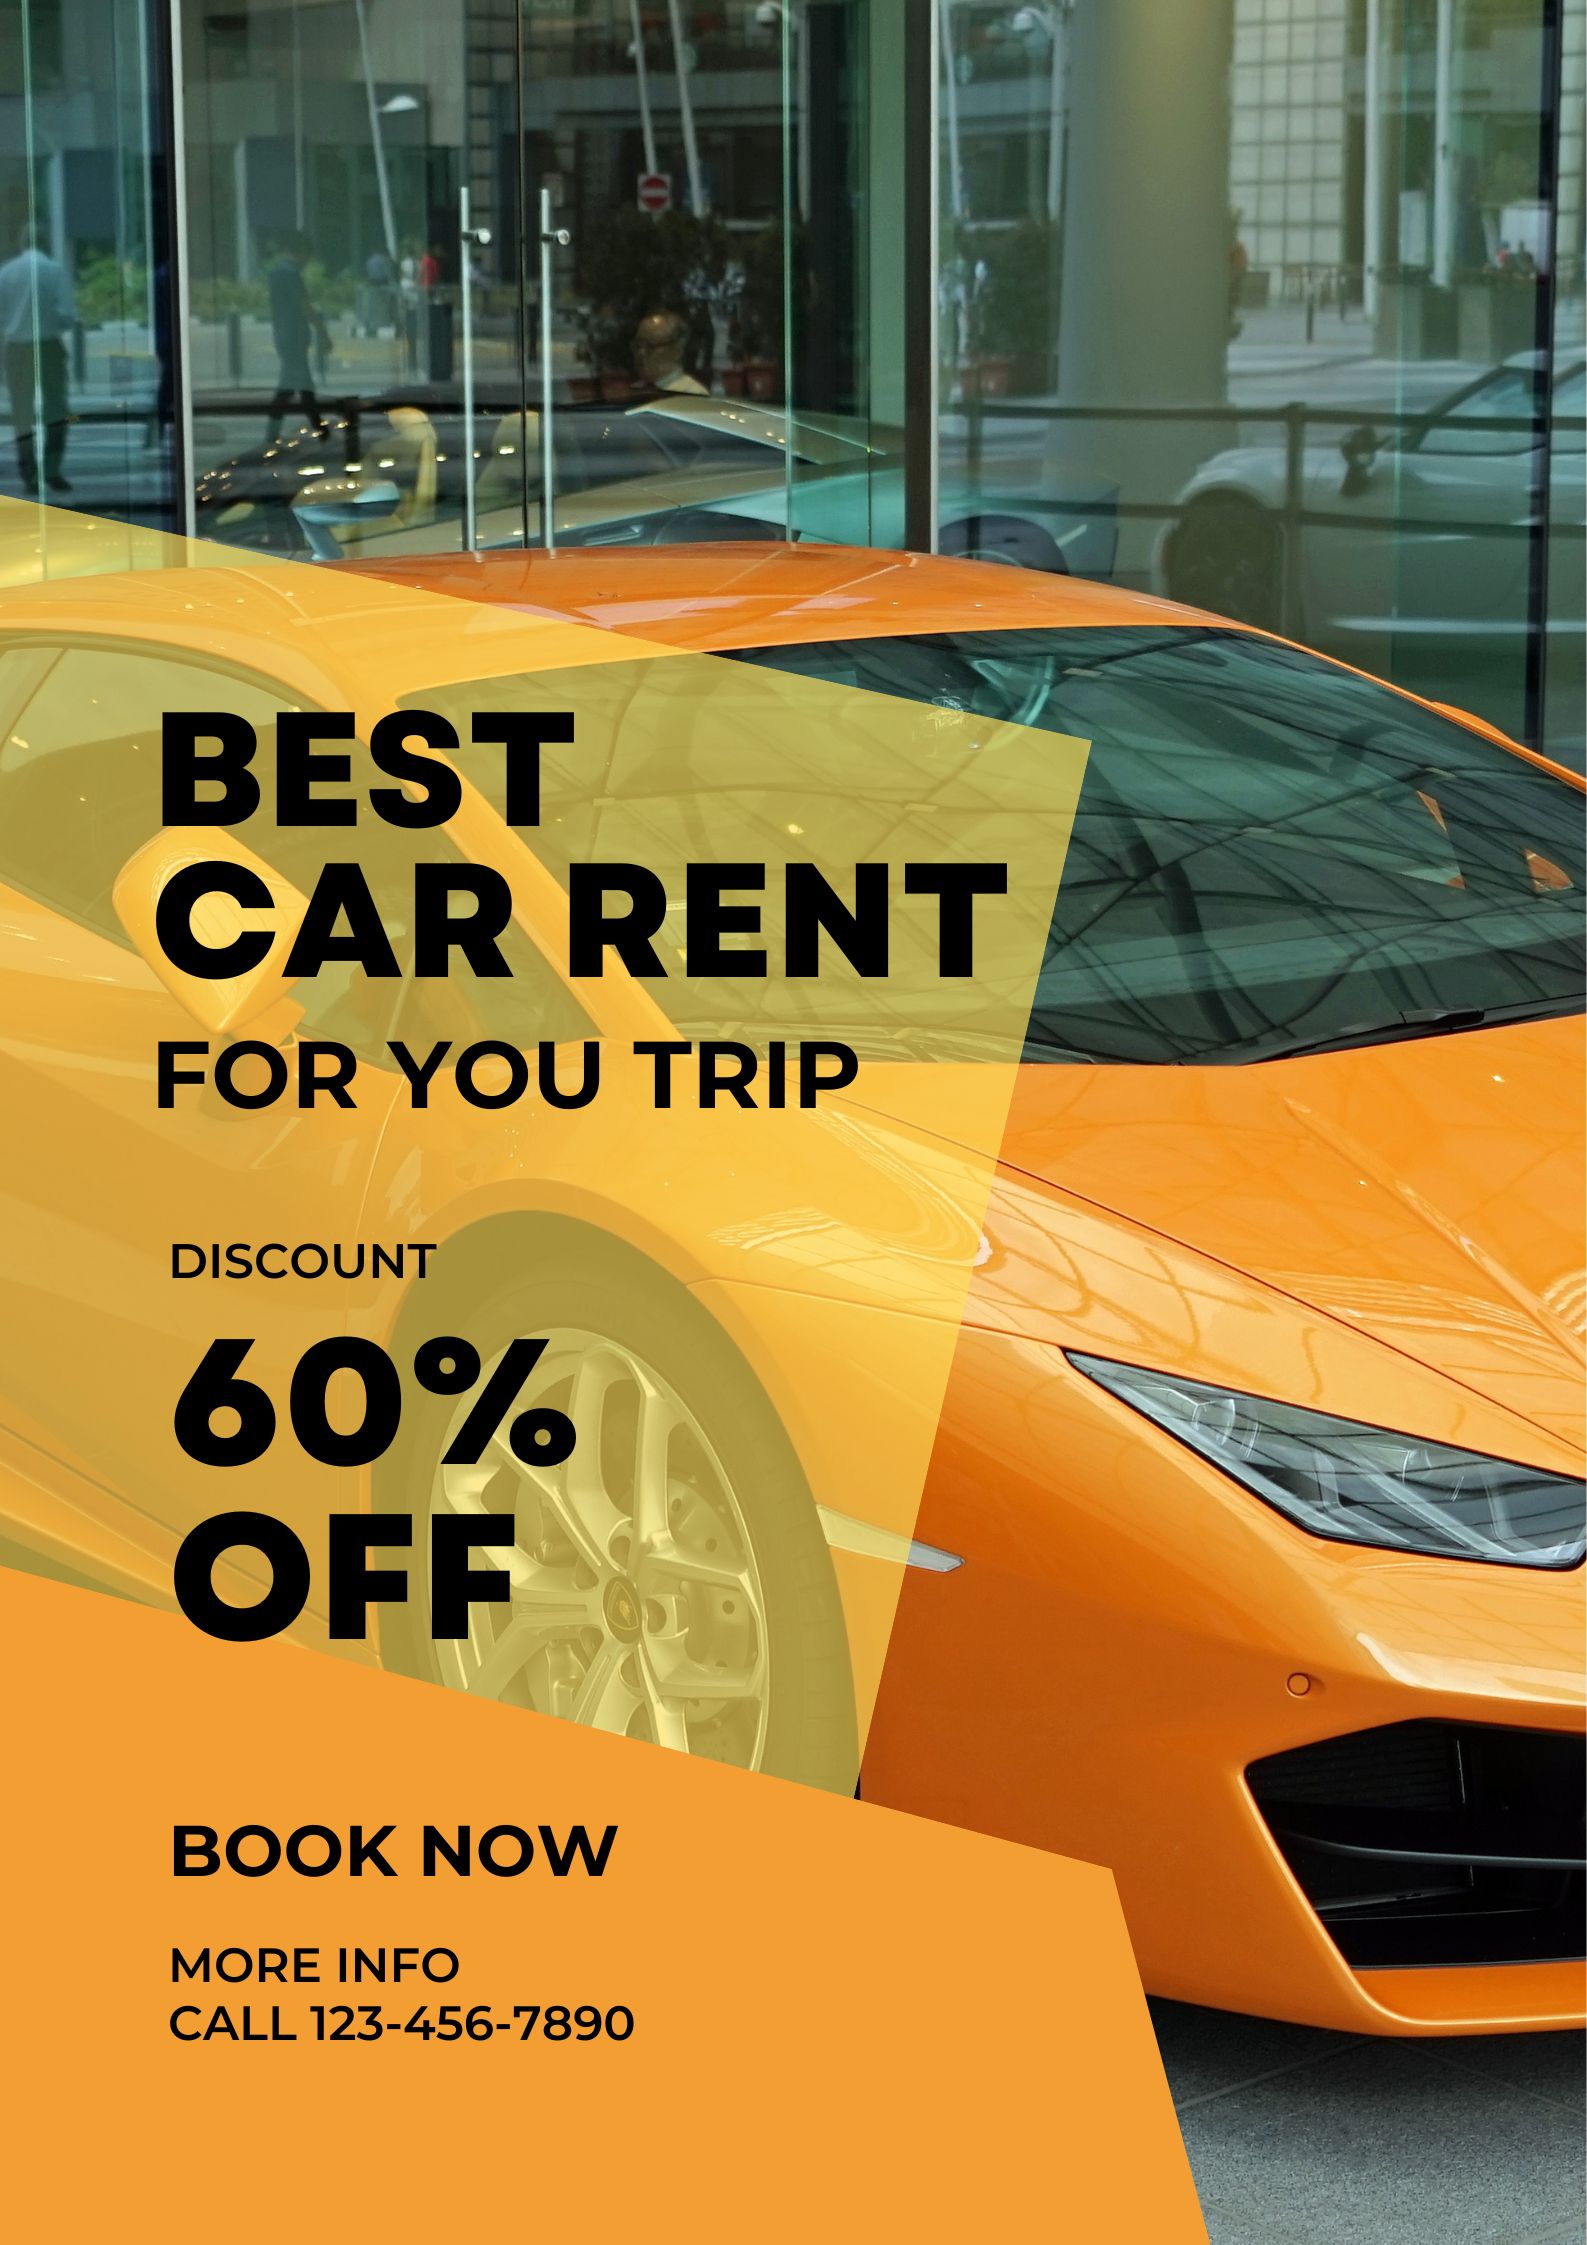 BEST
CAR RENT
FOR YOU TRIP
DISCOUNT
60%
OFF
BOOK NOW
MORE INFO
CALL 123-456-7890